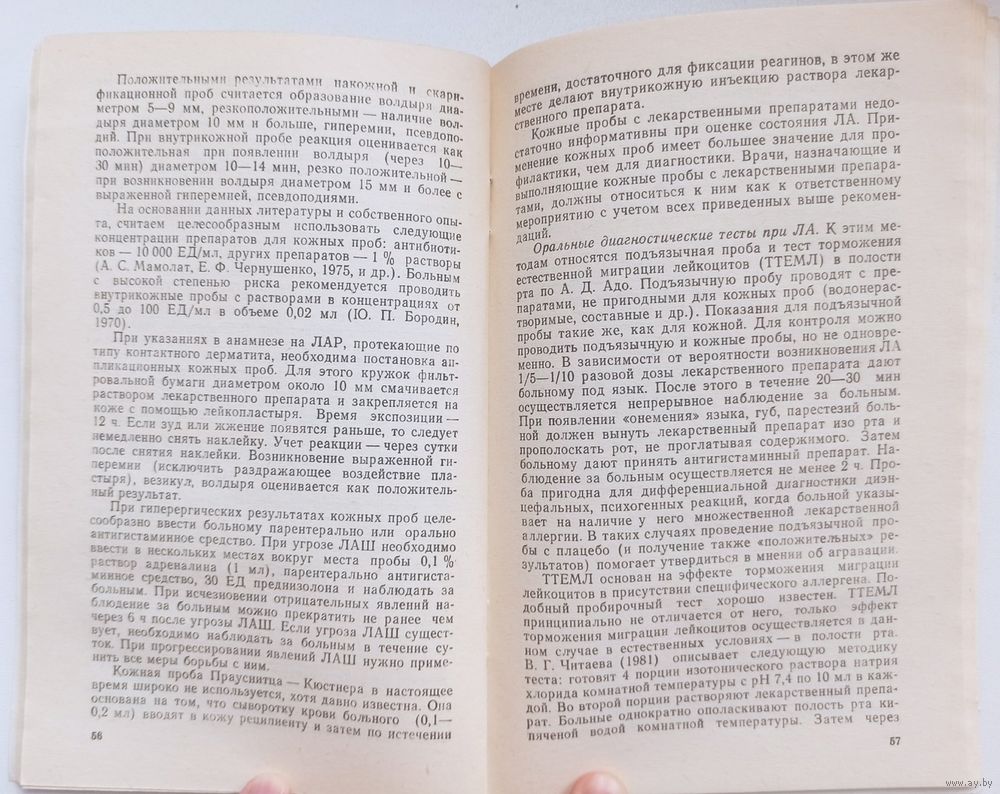 Положительными результатами накожной и скари-
фикационной проб считается образование волдыря диа-
метром 5—9 мм, резкоположительными — наличие вол-
дыря диаметром 10 мм и больше, гиперемии, псевдопо-
дий. При внутрикожной пробе реакция оценивается как
положительная при появлении волдыря (через 10—
30 мин) диаметром 10—14 мин, резко положительной —
при возникновении волдыря диаметром 15 мм и более с
выраженной гиперемией, псевдоподиями.
На основании данных литературы и собственного опы-
та, считаем целесообразным использовать следующие
концентрации препаратов для кожных проб: антибиоти-
ков — 10 000 ЕД/мл, других препаратов — 1 % растворы
(А. С. Мамолат, Е. Ф. Чернушенко, 1975, и др.). Больным
с высокой степенью риска рекомендуется проводить
внутрикожные пробы с растворами в концентрациях от
0,5 до 100 ЕД/мл в объеме 0,02 мл (Ю. П. Бородин,
1970).
При указаниях в анамнезе на ЛАР, протекающие по
типу контактного дерматита, необходима постановка ап-
пликационных кожных проб. Для этого кружок фильт-
ровальной бумаги диаметром около 10 мм смачивается
раствором лекарственного препарата и закрепляется на
коже с помощью лейкопластыря. Время экспозиции —
12 ч. Если зуд или жжение появятся раньше, то следует
немедленно снять наклейку. Учет реакции — через сутки
после снятия наклейки. Возникновение выраженной ги-
перемии (исключить раздражающее воздействие пла-
стыря), везикул, волдыря оценивается как положитель-
ный результат.
При гиперергических результатах кожных проб целе-
сообразно ввести больному парентерально или орально
антигистаминное средство. При угрозе ЛАШ необходимо
ввести в нескольких местах вокруг места пробы 0,1 %
раствор адреналина (1 мл), парентерально антигиста-
минное средство, 30 ЕД преднизолона и наблюдать за
больным. При исчезновении отрицательных явлений на-
блюдение за больным можно прекратить не ранее чем
через 6 ч после угрозы ЛАШ. Если угроза ЛАШ сущест-
вует, необходимо наблюдать за больным в течение су-
ток. При прогрессировании явлений ЛАШ нужно приме-
нить все меры борьбы с ним.
Кожная проба Прауснитца — Кюстнера в настоящее
время широко не используется, хотя давно известна. Она
основана на том, что сыворотку крови больного (0,1—
0,2 мл) вводят в кожу реципиенту и затем по истечении
56
времени, достаточного для фиксации реагинов, в этом же
месте делают внутрикожную инъекцию раствора лекар-
ственного препарата.
Кожные пробы с лекарственными препаратами недо-
статочно информативны при оценке состояния ЛА. При-
менение кожных проб имеет большее значение для про-
филактики, чем для диагностики. Врачи, назначающие и
выполняющие кожные пробы с лекарственными препара-
тами, должны относиться к ним как к ответственному
мероприятию с учетом всех приведенных выше рекомен-
даций.
Оральные диагностические тесты при ЛА. К этим ме-
тодам относятся подъязычная проба и тест торможения
естественной миграции лейкоцитов (ТТЕМЛ) в полости
рта по А. Д. Адо. Подъязычную пробу проводят с пре-
паратами, не пригодными для кожных проб (водонерас-
творимые, составные и др.). Показания для подъязычной
пробы такие же, как для кожной. Для контроля можно
проводить подъязычную и кожные пробы, но не одновре-
менно. В зависимости от вероятности возникновения ЛА
1/5—1/10 разовой дозы лекарственного препарата дают
больному под язык. После этого в течение 20—30 мин
осуществляется непрерывное наблюдение за больным.
При появлении «онемения» языка, губ, парестезий боль-
ной должен вынуть лекарственный препарат изо рта и
прополоскать рот, не проглатывая содержимого. Затем
больному дают принять антигистаминный препарат. На-
блюдение за больным осуществляется не менее 2 ч. Про-
ба пригодна для дифференциальной диагностики диэн-
цефальных, психогенных реакций, когда больной указы-
вает на наличие у него множественной лекарственной
аллергии. В таких случаях проведение подъязычной про-
бы с плацебо (и получение также «положительных» ре-
зультатов) помогает утвердиться в мнении об агравации.
ТТЕМЛ основан на эффекте торможения миграции
лейкоцитов в присутствии специфического аллергена. По-
добный пробирочный тест хорошо известен. ТТЕМЛ
принципиально не отличается от него, только эффект
торможения миграции лейкоцитов осуществляется в дан-
ном случае в естественных условиях — в полости рта.
В. Г. Читаева (1981) описывает следующую методику
теста: готовят 4 порции изотонического раствора натрия
хлорида комнатной температуры с рН 7,4 по 10 мл в каж-
дой. Во второй порции растворяют лекарственный препа-
рат. Больные однократно ополаскивают полость рта ки-
пяченой водой комнатной температуры. Затем через
57
www.ay.by